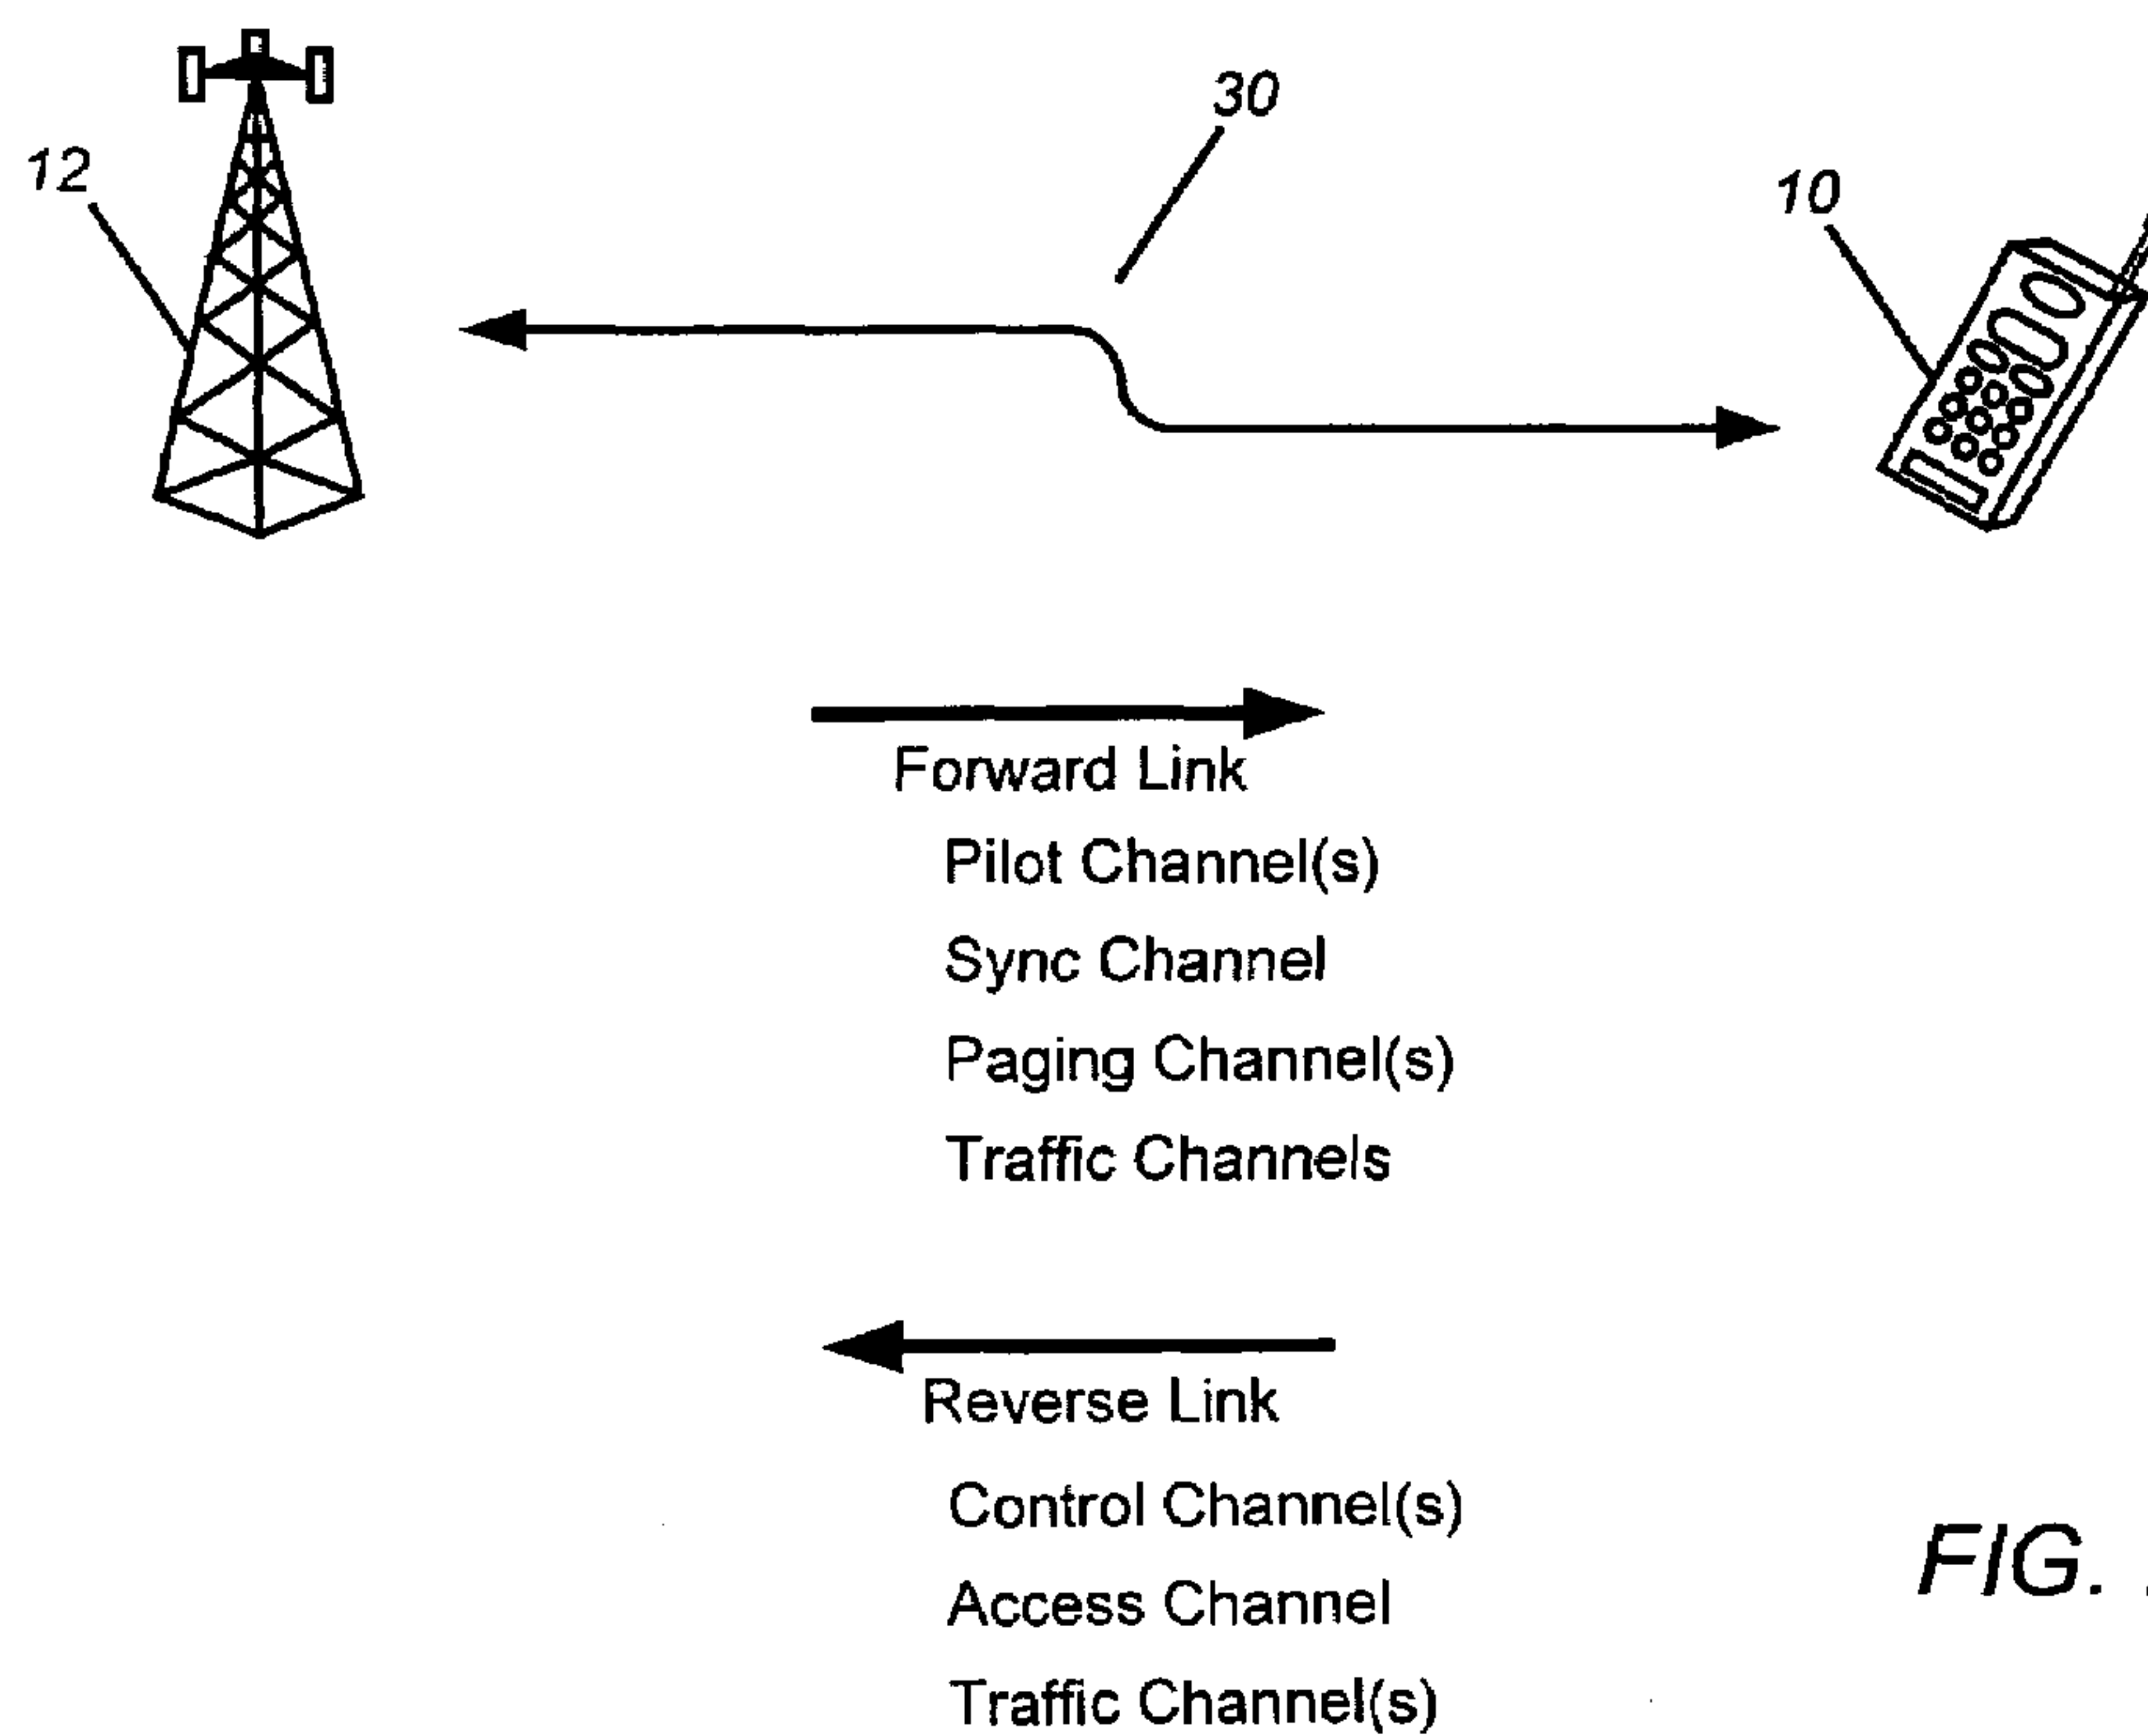 30
12
10
Forward Link
Pilot Channel(s)
Sync Channel
Paging Channel(s)
Traffic Channels
Reverse Link
Control Channel(s)
Access Channel
Traffic Channel(s)
FIG.